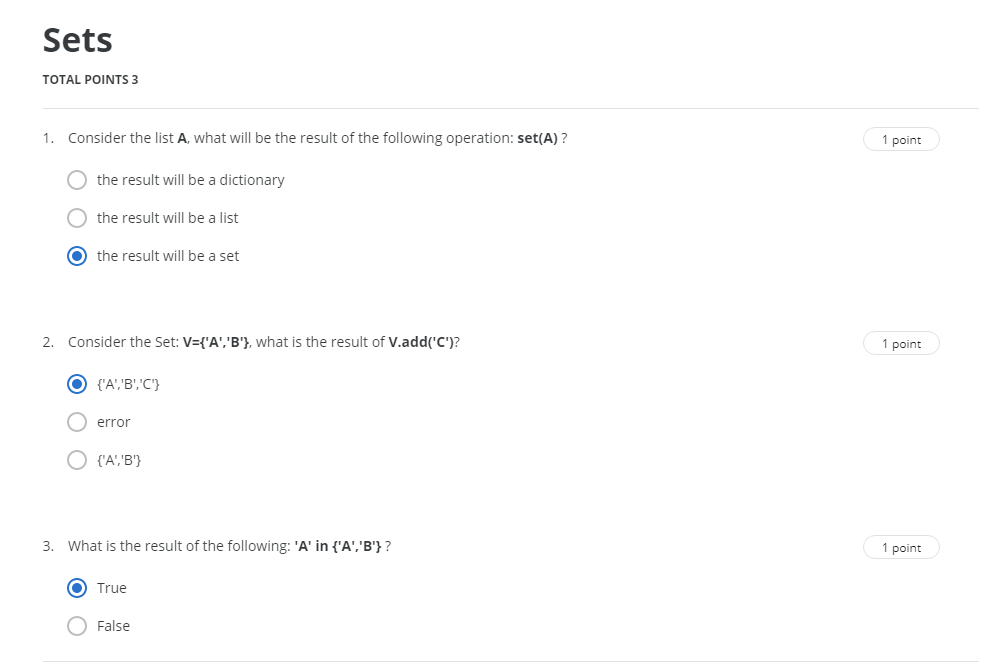 Sets
TOTAL POINTS 3
1. Consider the list A, what will be the result of the following operation: set(A) ?
1 point
the result will be a dictionary
the result will be a list
the result will be a set
2. Consider the Set: V={'A','B'}, what is the result of V.add('C')?
1 point
{'A','B','C'}
error
{'A','B'}
3. What is the result of the following: 'A' in {'A','B'} ?
1 point
True
False